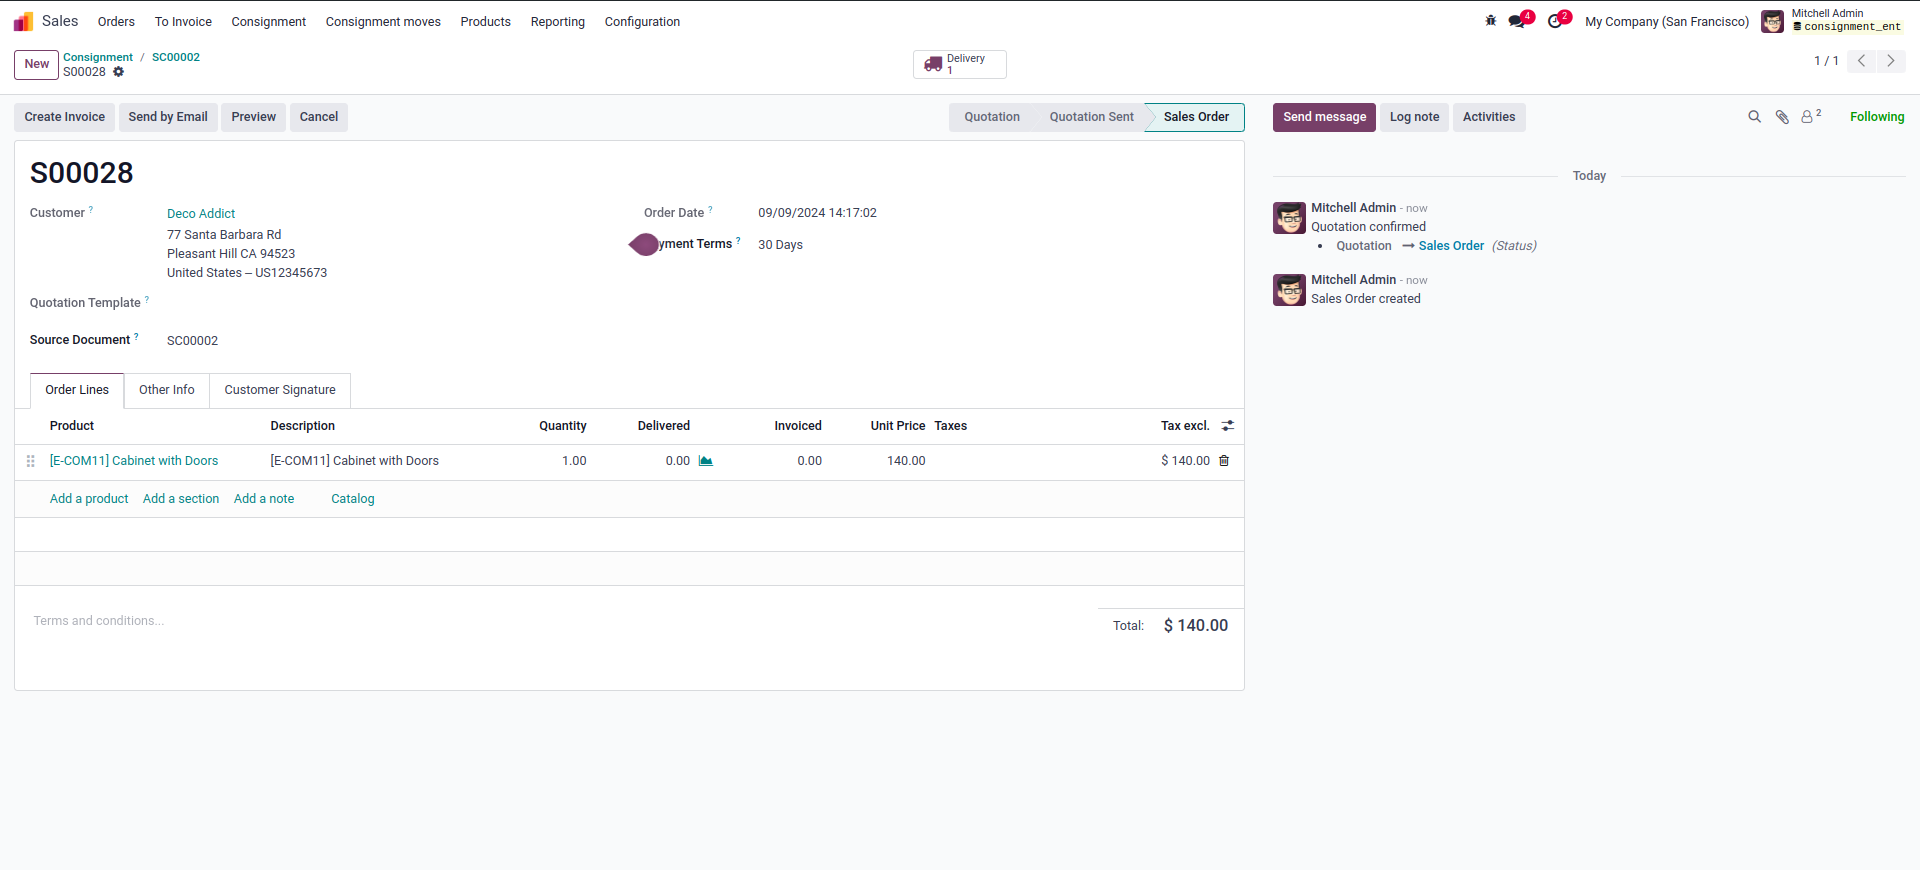 Sales Orders To Invoice Consignment Consignment moves Products Reporting Configuration 4 2 My Company (San Francisco) Mitchell Admin
consignment_ent
New Consignment / SC00002
S00028
Delivery
1
1 / 1
Create Invoice Send by Email Preview Cancel Quotation Quotation Sent Sales Order Send message Log note Activities 2 Following
S00028
Customer ? Deco Addict
77 Santa Barbara Rd
Pleasant Hill CA 94523
United States – US12345673
Order Date ? 09/09/2024 14:17:02
yment Terms ? 30 Days
Quotation Template ?
Source Document ? SC00002
Order Lines Other Info Customer Signature
Product Description Quantity Delivered Invoiced Unit Price Taxes Tax excl.
[E-COM11] Cabinet with Doors [E-COM11] Cabinet with Doors 1.00 0.00 0.00 140.00 $ 140.00
Add a product Add a section Add a note Catalog
Terms and conditions...
Total: $ 140.00
Today
Mitchell Admin - now
Quotation confirmed
• Quotation → Sales Order (Status)
Mitchell Admin - now
Sales Order created